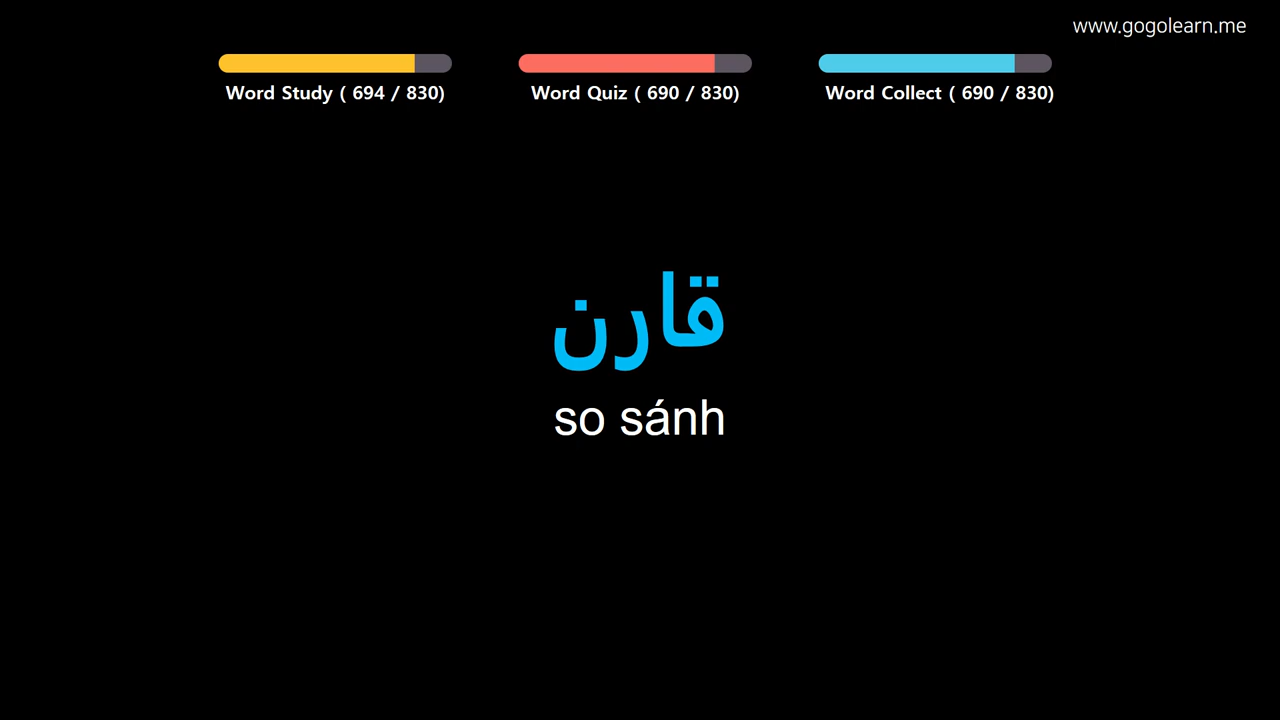 www.gogolearn.me
Word Study ( 694 / 830)
Word Quiz ( 690 / 830)
Word Collect ( 690 / 830)
قارن
so sánh